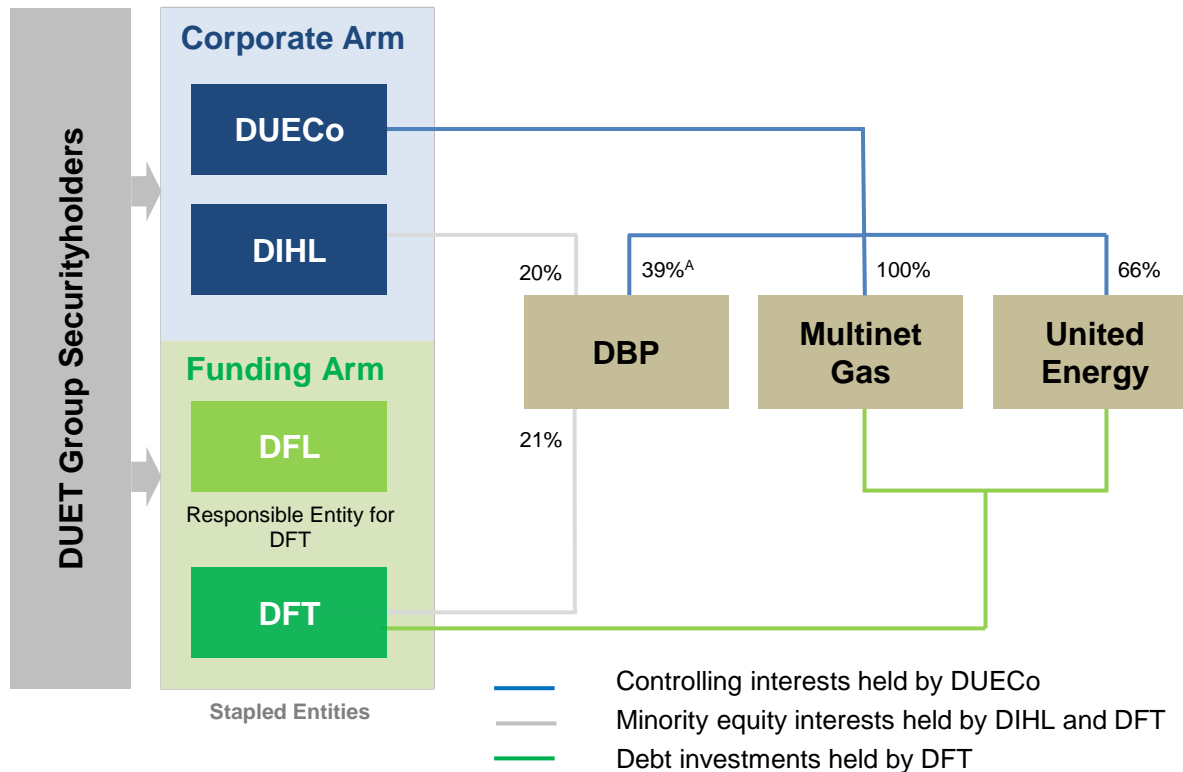 DUET Group Securityholders
Corporate Arm
DUECo
DIHL
Funding Arm
DFL
Responsible Entity for
DFT
DFT
Stapled Entities
20%
39%ᴬ
100%
66%
DBP
Multinet
Gas
United
Energy
21%
Controlling interests held by DUECo
Minority equity interests held by DIHL and DFT
Debt investments held by DFT